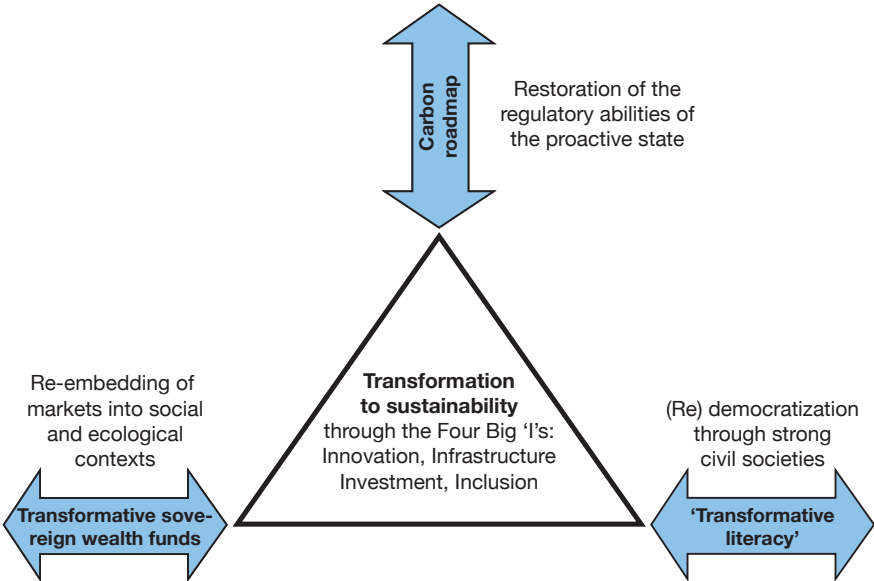 Carbon
roadmap
Restoration of the
regulatory abilities of
the proactive state
Transformation
to sustainability
through the Four Big ‘I’s:
Innovation, Infrastructure
Investment, Inclusion
Re-embedding of
markets into social
and ecological
contexts
Transformative sove-
reign wealth funds
(Re) democratization
through strong
civil societies
‘Transformative
literacy’